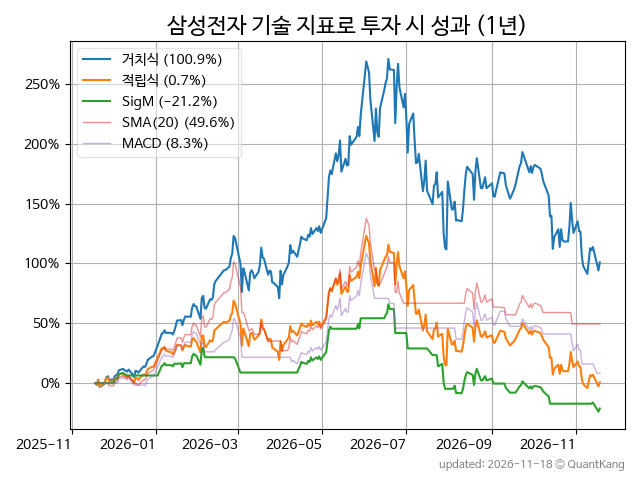 삼성전자 기술 지표로 투자 시 성과 (1년)
거치식 (100.9%)
적립식 (0.7%)
SigM (−21.2%)
SMA(20) (49.6%)
MACD (8.3%)
250%
200%
150%
100%
50%
0%
2025-11 2026-01 2026-03 2026-05 2026-07 2026-09 2026-11
updated: 2026-11-18 © QuantKang